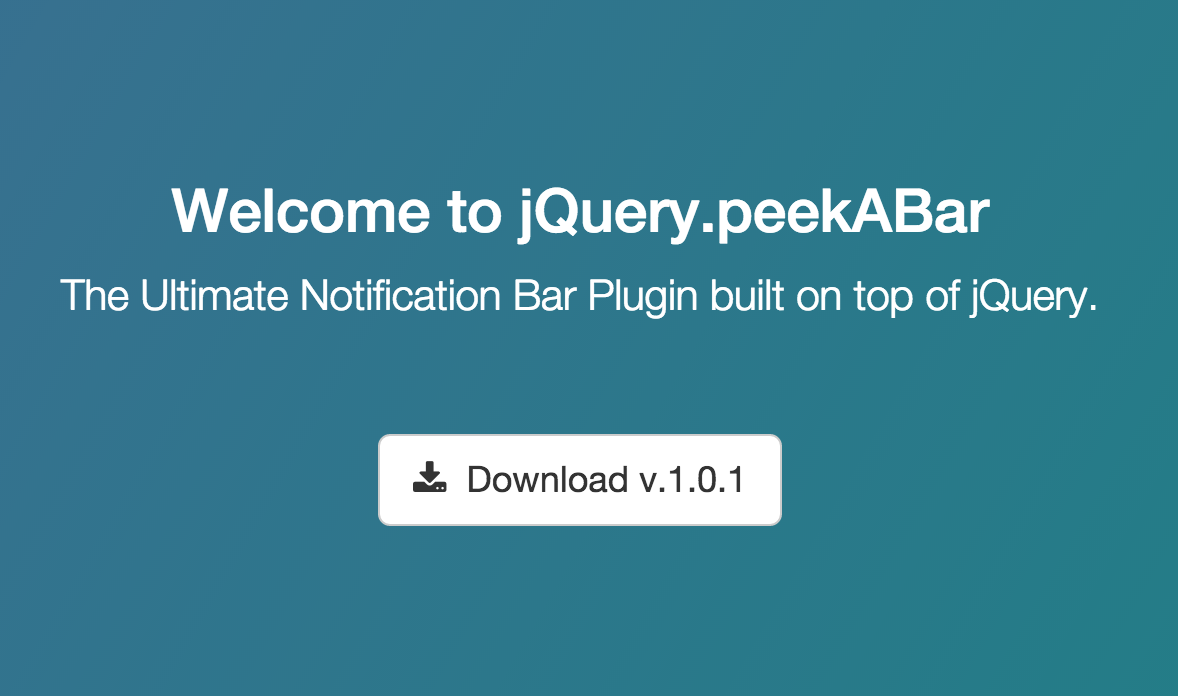 Welcome to jQuery.peekABar
The Ultimate Notification Bar Plugin built on top of jQuery.
Download v.1.0.1